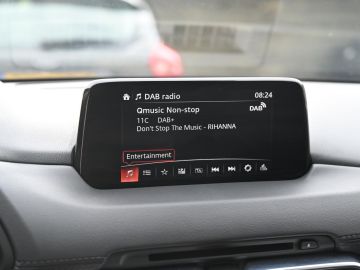 DAB radio 08:24
Qmusic Non-stop DAB
11C DAB+
Don't Stop The Music - RIHANNA
Entertainment